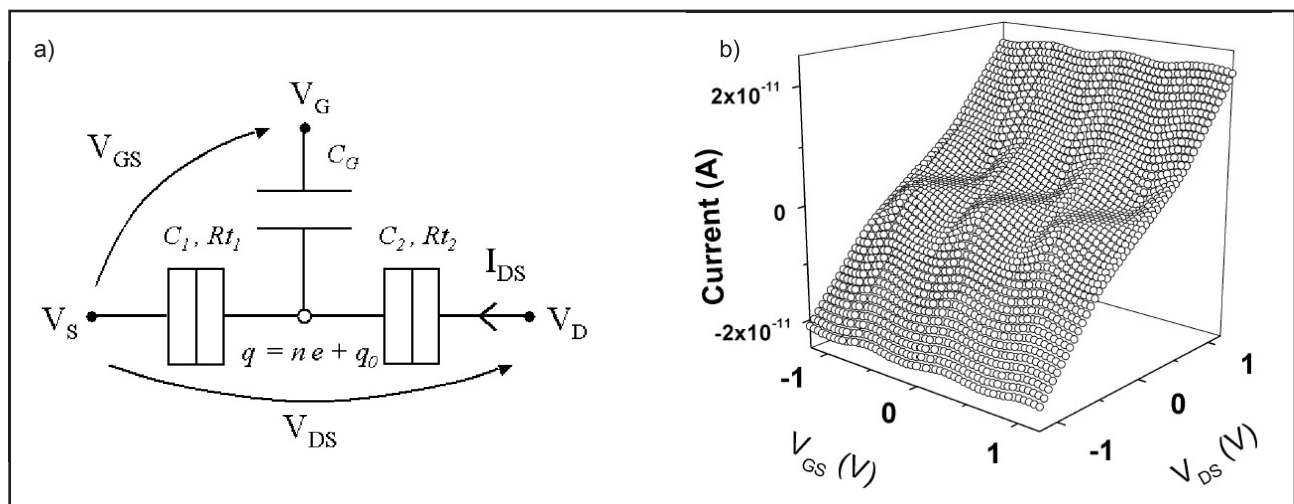 a)
V_G
V_GS
C_G
C_1 , Rt_1
C_2 , Rt_2
I_DS
V_S
V_D
q = n e + q_0
V_DS
b)
Current (A)
2x10^-11
0
-2x10^-11
-1
0
1
V_GS (V)
-1
0
1
V_DS (V)